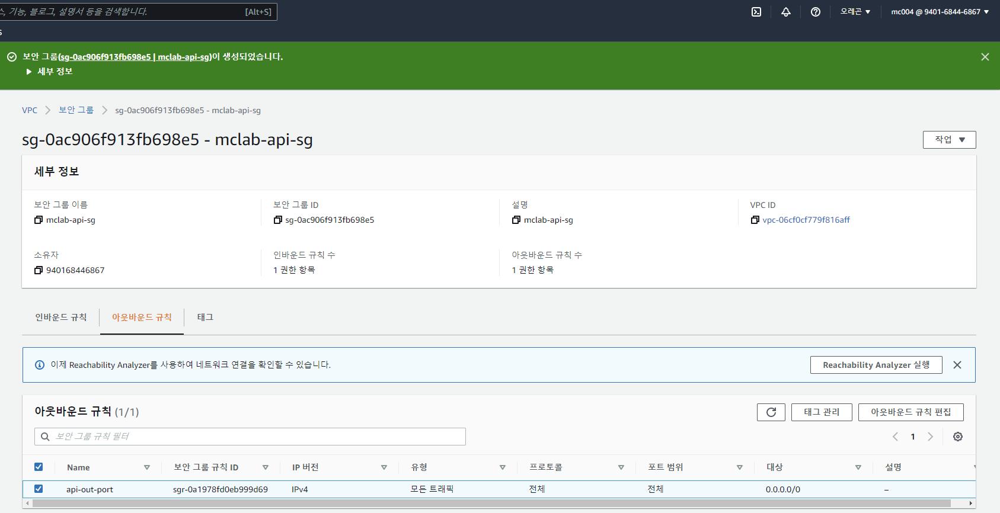 스, 기능, 블로그, 설명서 등을 검색합니다. [Alt+S] 오레곤 mc004 @ 9401-6844-6867
s
보안 그룹(sg-0ac906f913fb698e5 | mclab-api-sg)이 생성되었습니다.
세부 정보
VPC 보안 그룹 sg-0ac906f913fb698e5 - mclab-api-sg
sg-0ac906f913fb698e5 - mclab-api-sg 작업
세부 정보
보안 그룹 이름 보안 그룹 ID 설명 VPC ID
mclab-api-sg sg-0ac906f913fb698e5 mclab-api-sg vpc-06cf0cf779f816aff
소유자 인바운드 규칙 수 아웃바운드 규칙 수
940168446867 1 권한 항목 1 권한 항목
인바운드 규칙 아웃바운드 규칙 태그
이제 Reachability Analyzer를 사용하여 네트워크 연결을 확인할 수 있습니다. Reachability Analyzer 실행
아웃바운드 규칙 (1/1) 태그 관리 아웃바운드 규칙 편집
보안 그룹 규칙 필터 1
Name 보안 그룹 규칙 ID IP 버전 유형 프로토콜 포트 범위 대상 설명
api-out-port sgr-0a1978fd0eb999d69 IPv4 모든 트래픽 전체 전체 0.0.0.0/0 –